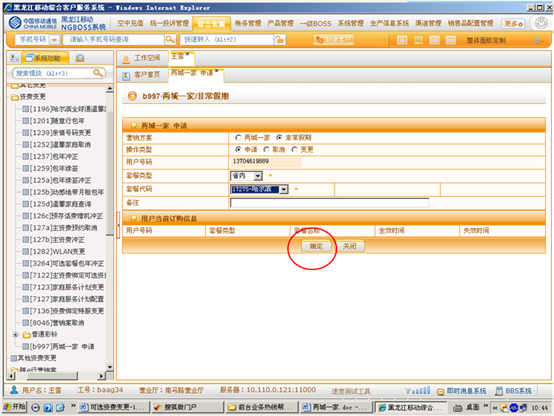 黑龙江移动综合客户服务系统 - Windows Internet Explorer
中国移动通信 CHINA MOBILE
黑龙江移动 NGBOSS系统
空中充值 统一投诉管理 帐务管理 产品管理 一级BOSS 系统管理 生产信息系统 渠道管理 销售品配置管理 更多
手机号码 请输入手机号码查询 快速转入 (Alt+2) 整体面板定制
系统功能
搜索模块 (Alt+3)
其它变更
资费变更
[1196]哈尔滨全球通温馨
[1201]随意行包年
[1239]亲情号码变更
[1252]温馨家庭取消
[1257]包年冲正
[1259]包年续签
[125a]包年续签冲正
[125b]动感地带月租包年
[125d]温馨家庭查询
[126b]预存话费赠机冲正
[127a]主资费预约取消
[127b]主资费冲正
[1282]WLAN变更
[3264]可选套餐包年冲正
[7122]主资费绑定可选资
[7123]家庭服务计划变更
[7127]家庭服务计划配置
[7136]资费绑定特服变更
[8046]营销案取消
普通彩铃
[b997]两城一家 申请
其他资费变更
随e行营销案
工作空间 王雪
客户首页 两城一家 申请
b997·两城一家/非常假期
两城一家 申请
营销方案 两城一家 非常假期
操作类型 申请 取消 变更
用户号码 13704619889
套餐类型 省内
套餐代码 17275-哈尔滨
备注
用户当前订购信息
用户号码 套餐类型 套餐名称 生效时间 失效时间
确定 关闭
用户名：王雪 工号：baag34 营业厅：南马路营业厅 服务器：10.110.0.121:11000 速度测试工具 即时消息系统 BBS系统
开始 可选资费变更-1... 搜狐热门户 前台业务热线帮... 两城一家.doc -... 黑龙江移动综合... 桌面 10:44